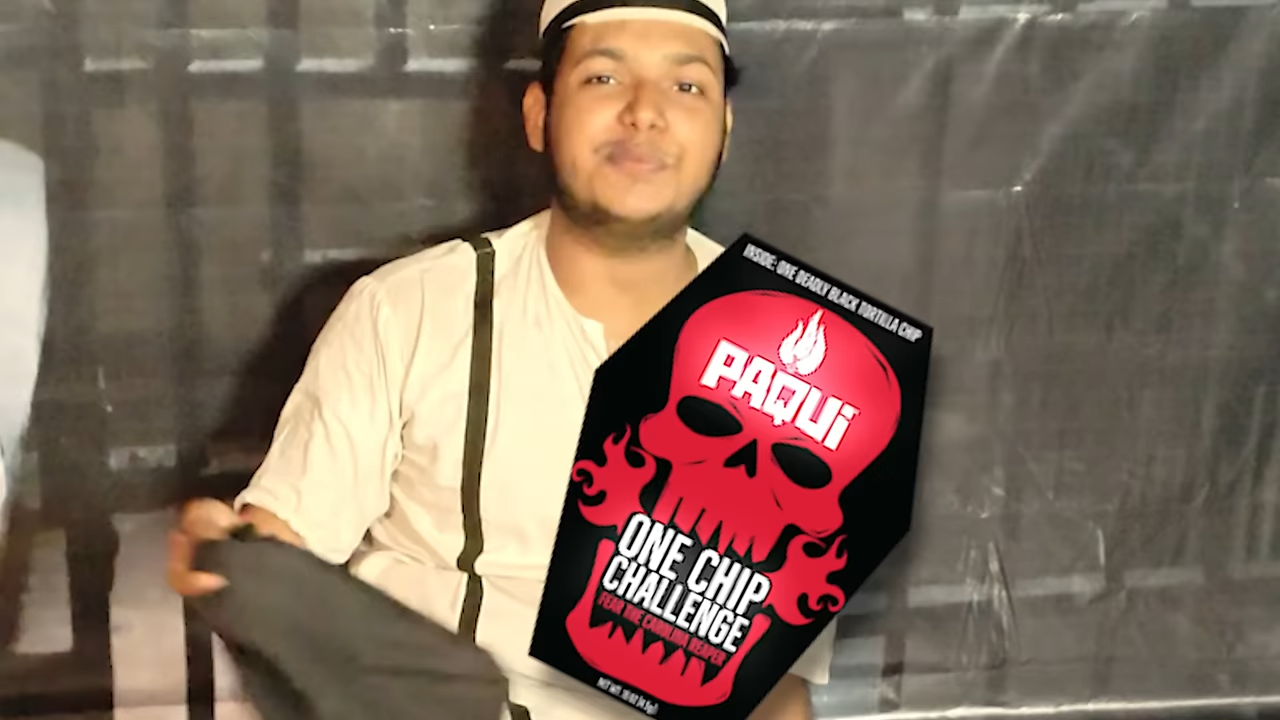 INSIDE: ONE DEADLY BLACK TORTILLA CHIP
PAQUI
ONE CHIP
CHALLENGE
FEAR THE CAROLINA REAPER